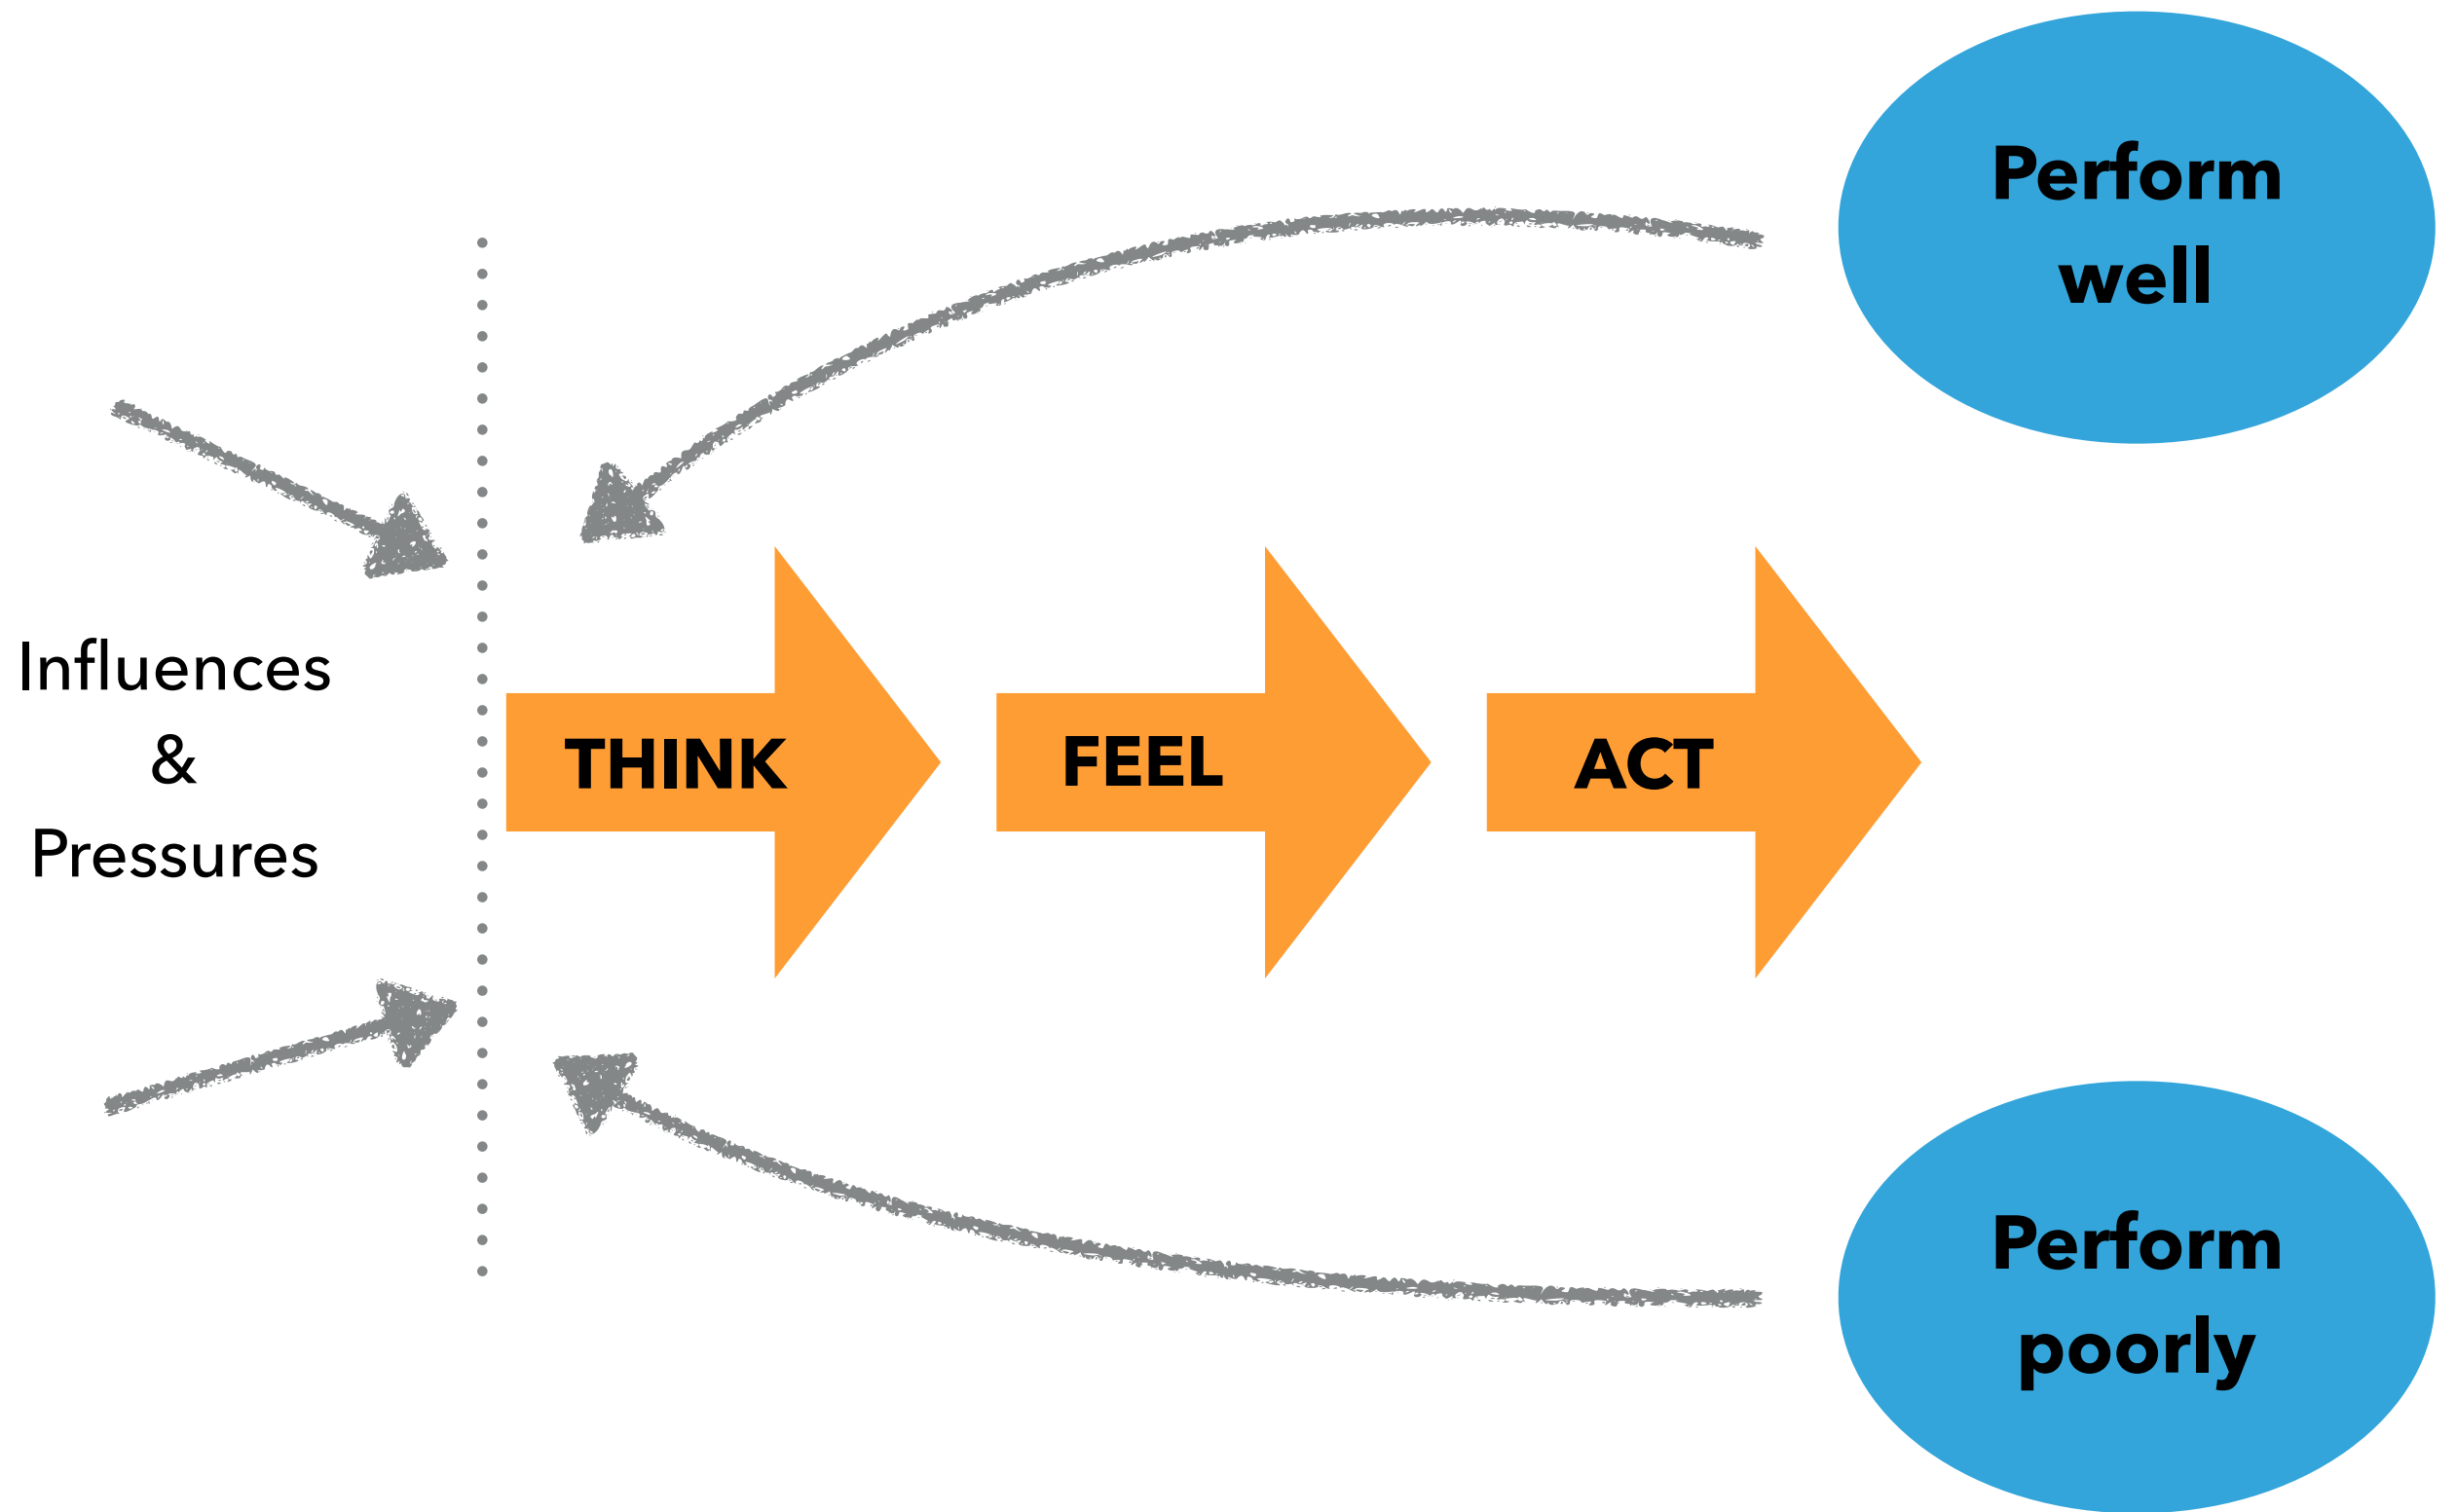 Influences
&
Pressures
THINK
FEEL
ACT
Perform
well
Perform
poorly